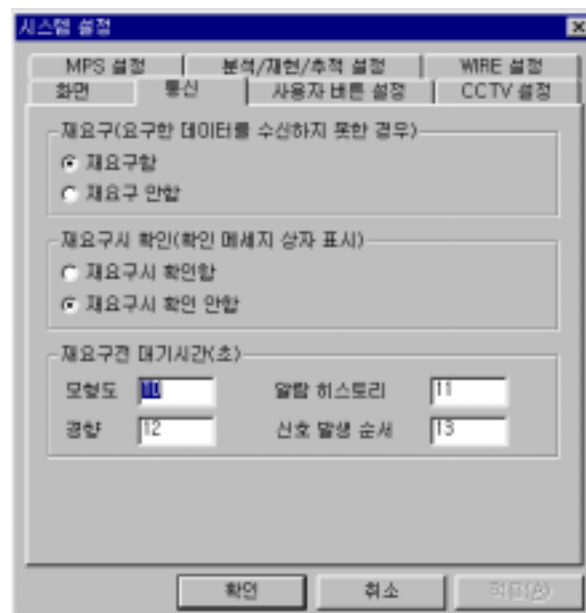 시스템 설정
MPS 설정 분석/재현/추적 설정 WIRE 설정
화면 통신 사용자 버튼 설정 CCTV 설정
재요구(요구한 데이터를 수신하지 못한 경우)
재요구함
재요구 안함
재요구시 확인(확인 메세지 상자 표시)
재요구시 확인함
재요구시 확인 안함
재요구전 대기시간(초)
모형도 10 알람 히스토리 11
경향 12 신호 발생 순서 13
확인 취소 적용(A)